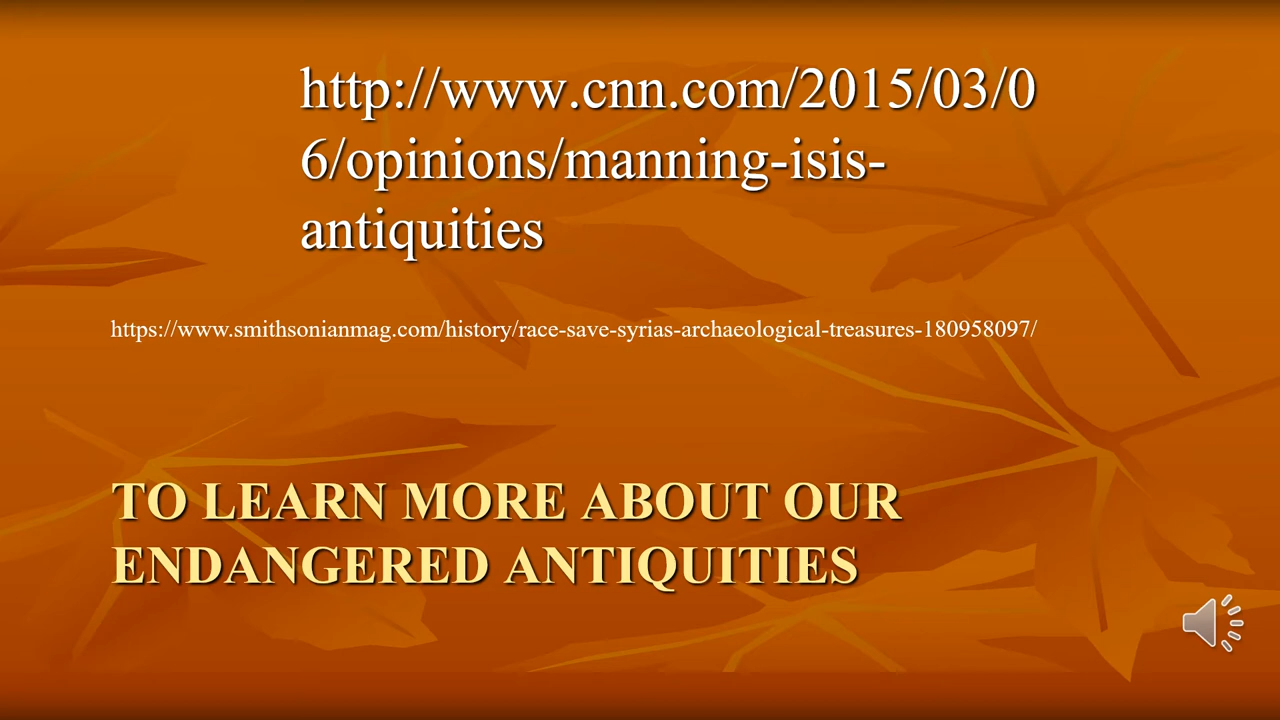 http://www.cnn.com/2015/03/0
6/opinions/manning-isis-
antiquities
https://www.smithsonianmag.com/history/race-save-syrias-archaeological-treasures-180958097/
TO LEARN MORE ABOUT OUR
ENDANGERED ANTIQUITIES